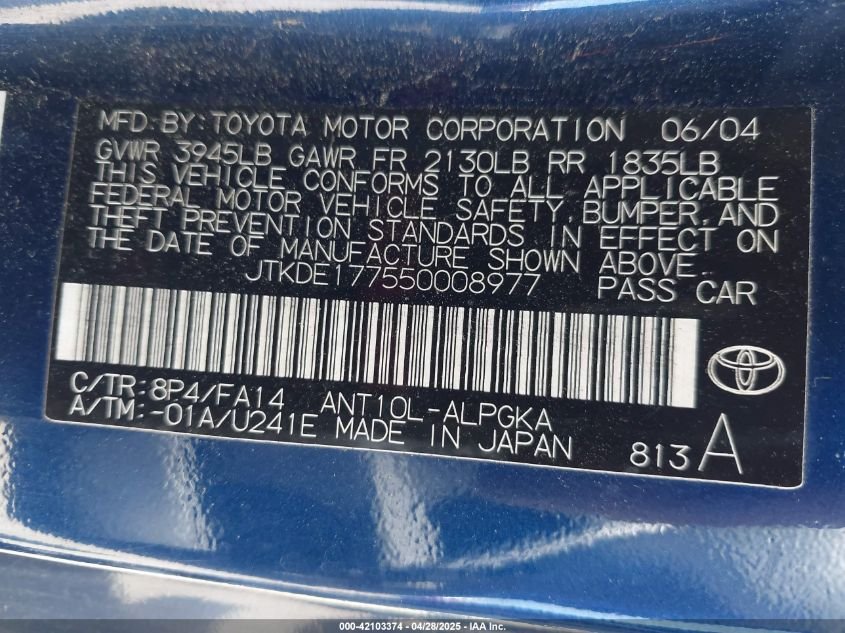 MFD BY: TOYOTA MOTOR CORPORATION 06/04
GVWR 3945LB GAWR FR 2130LB RR 1835LB
THIS VEHICLE CONFORMS TO ALL APPLICABLE
FEDERAL MOTOR VEHICLE SAFETY, BUMPER, AND
THEFT PREVENTION STANDARDS IN EFFECT ON
THE DATE OF MANUFACTURE SHOWN ABOVE.
JTKDE177550008977 PASS CAR
C/TR: 8P4/FA14 ANT10L-ALPGKA
A/TM: -01A/U241E MADE IN JAPAN
813 A
000-42103374 - 04/28/2025 - IAA Inc.